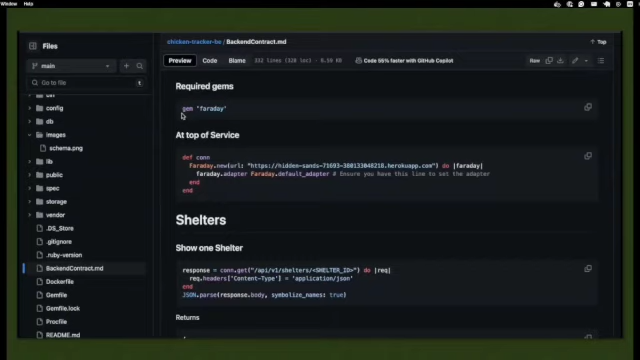 Window Help
Files
main
Go to file
bin
config
db
images
schema.png
lib
public
spec
storage
vendor
.DS_Store
.gitignore
.ruby-version
BackendContract.md
Dockerfile
Gemfile
Gemfile.lock
Procfile
README.md
chicken-tracker-be / BackendContract.md
Top
Preview Code Blame
Code 55% faster with GitHub Copilot
Raw
Required gems
gem 'faraday'
At top of Service
def conn
Faraday.new(url: "https://hidden-sands-71693-380133048218.herokuapp.com") do |faraday|
faraday.adapter Faraday.default_adapter # Ensure you have this line to set the adapter
end
end
Shelters
Show one Shelter
response = conn.get("/api/v1/shelters/<SHELTER_ID>") do |req|
req.headers['Content-Type'] = 'application/json'
end
JSON.parse(response.body, symbolize_names: true)
Returns